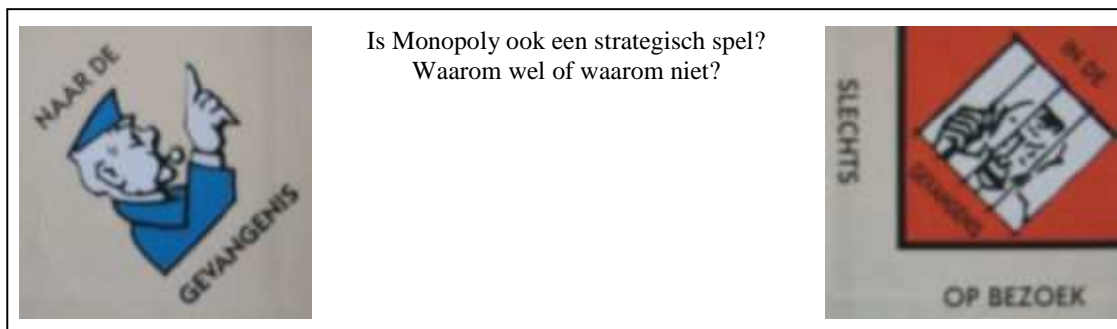 NAAR DE
GEVANGENIS
Is Monopoly ook een strategisch spel?
Waarom wel of waarom niet?
SLECHTS
IN DE
GEVANGENIS
OP BEZOEK